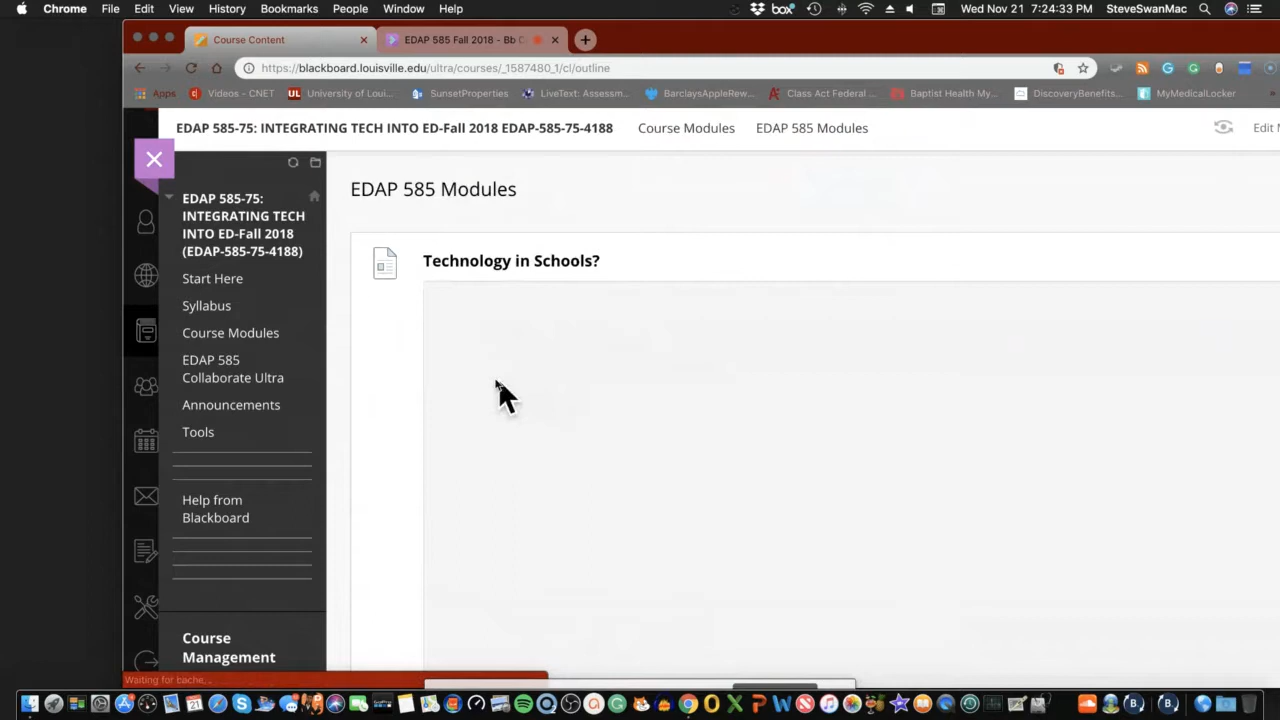 Chrome File Edit View History Bookmarks People Window Help box Wed Nov 21 7:24:33 PM SteveSwanMac
Course Content EDAP 585 Fall 2018 - Bb C
https://blackboard.louisville.edu/ultra/courses/_1587480_1/cl/outline
Apps Videos - CNET UL University of Loui... SunsetProperties LiveText: Assessm... BarclaysAppleRew... Class Act Federal ... Baptist Health My... DiscoveryBenefits... MyMedicalLocker »
EDAP 585-75: INTEGRATING TECH INTO ED-Fall 2018 EDAP-585-75-4188 Course Modules EDAP 585 Modules Edit
EDAP 585 Modules
EDAP 585-75:
INTEGRATING TECH
INTO ED-Fall 2018
(EDAP-585-75-4188)
Technology in Schools?
Start Here
Syllabus
Course Modules
EDAP 585
Collaborate Ultra
Announcements
Tools
Help from
Blackboard
Course
Management
Waiting for bache...